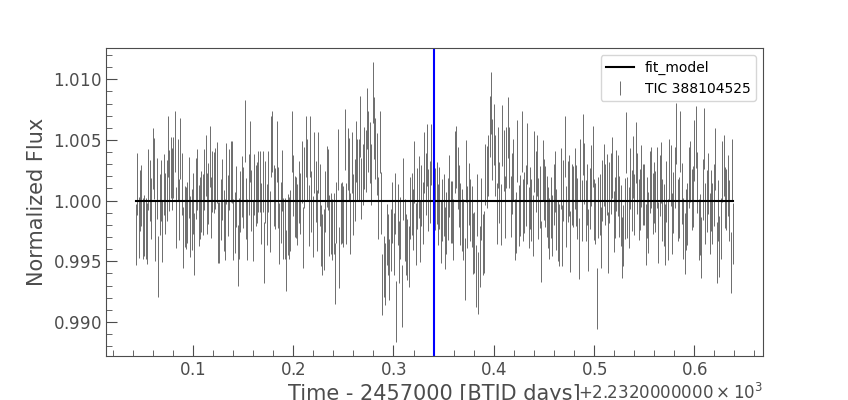 fit_model
TIC 388104525
1.010
1.005
1.000
0.995
0.990
Normalized Flux
0.1 0.2 0.3 0.4 0.5 0.6
Time - 2457000 [BTJD days]
+2.2320000000 × 10³